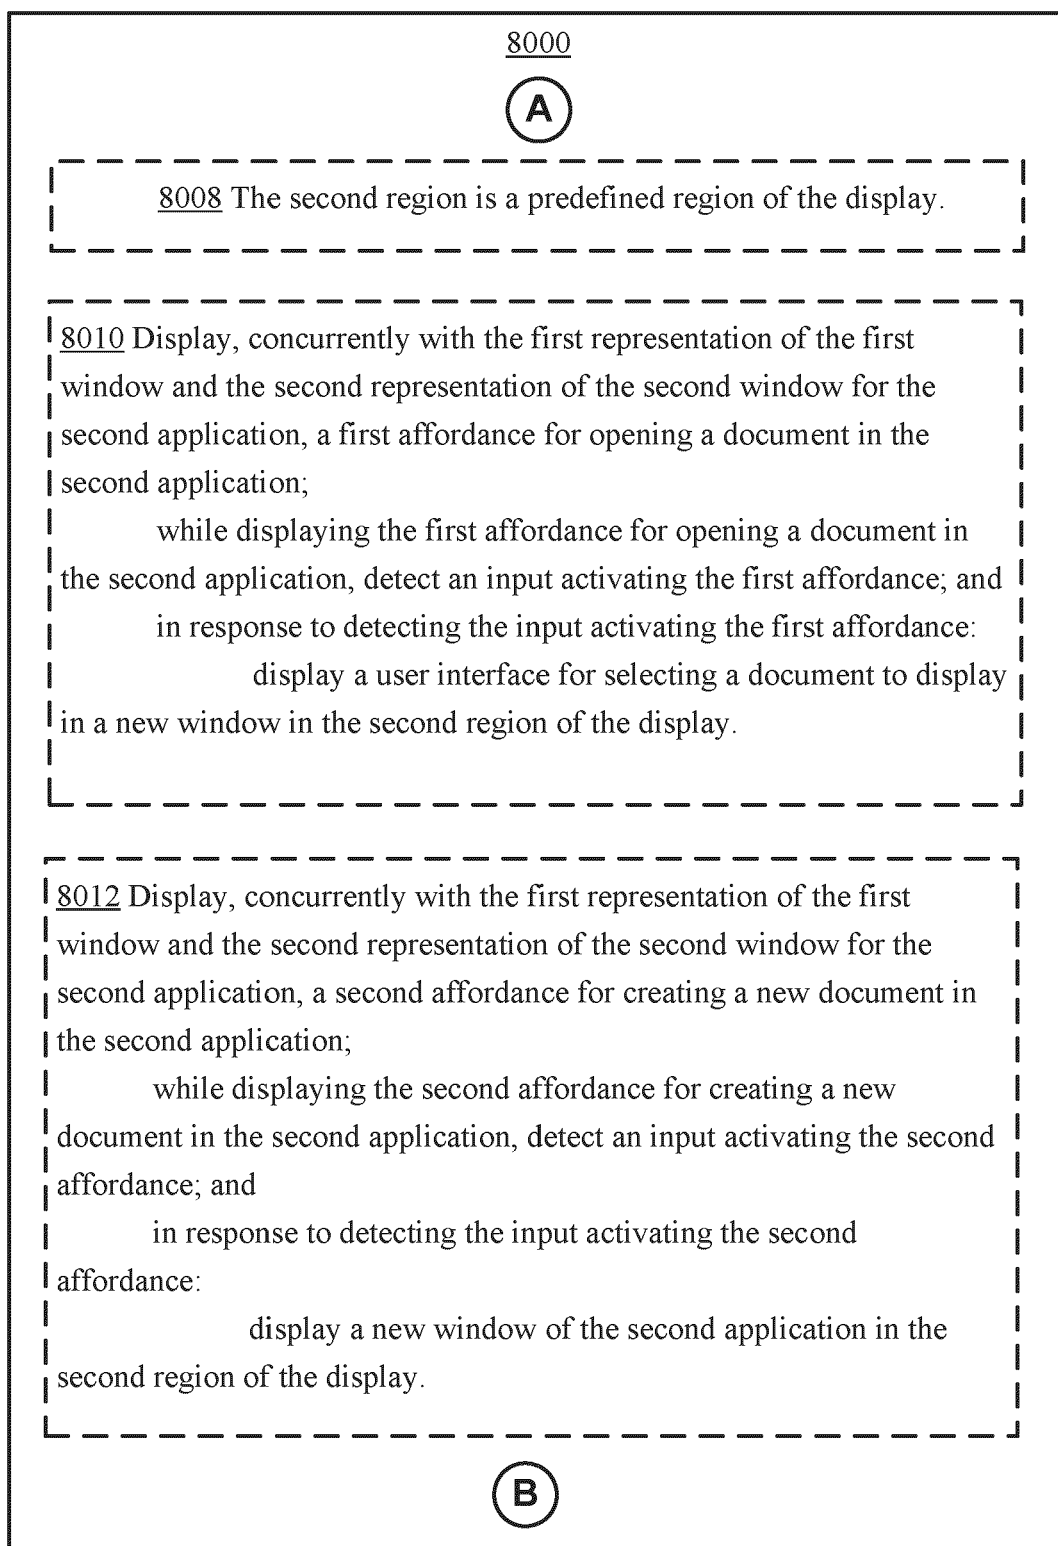 8000
A
8008 The second region is a predefined region of the display.
8010 Display, concurrently with the first representation of the first
window and the second representation of the second window for the
second application, a first affordance for opening a document in the
second application;
while displaying the first affordance for opening a document in
the second application, detect an input activating the first affordance; and
in response to detecting the input activating the first affordance:
display a user interface for selecting a document to display
in a new window in the second region of the display.
8012 Display, concurrently with the first representation of the first
window and the second representation of the second window for the
second application, a second affordance for creating a new document in
the second application;
while displaying the second affordance for creating a new
document in the second application, detect an input activating the second
affordance; and
in response to detecting the input activating the second
affordance:
display a new window of the second application in the
second region of the display.
B